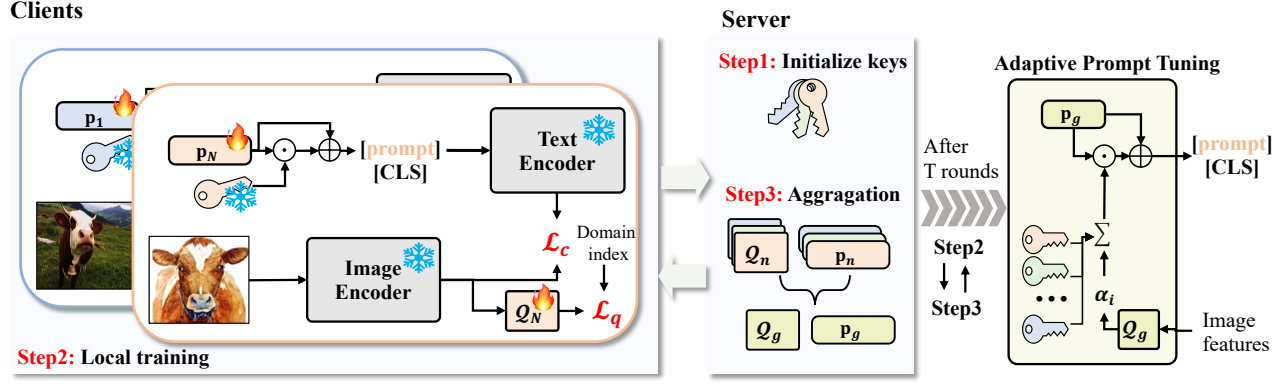 Clients
p1
pN
[prompt]
[CLS]
Text
Encoder
Image
Encoder
ℒc
Domain
index
QN
ℒq
Step2: Local training
Server
Step1: Initialize keys
Step3: Aggragation
Qn
pn
Qg
pg
After
T rounds
Step2
Step3
Adaptive Prompt Tuning
pg
[prompt]
[CLS]
Σ
• • •
αi
Qg
Image
features